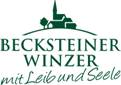 BECKSTEINER
WINZER
mit Leib und Seele